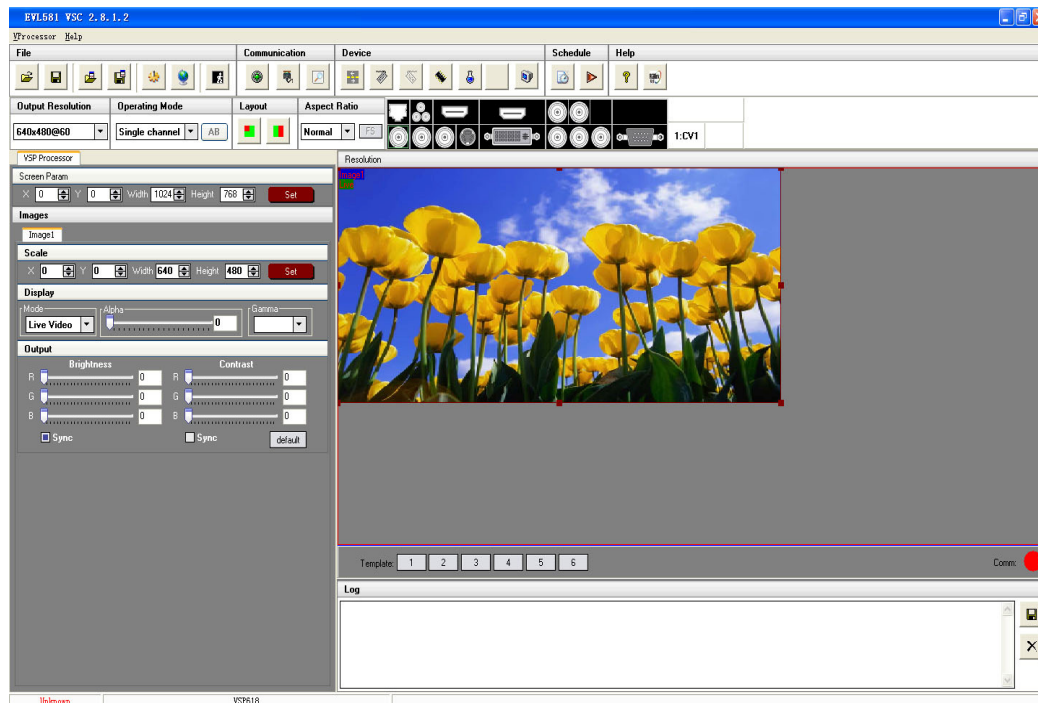 EVL581 VSC 2.8.1.2
VProcessor Help
File Communication Device Schedule Help
Output Resolution Operating Mode Layout Aspect Ratio
640x480@60 Single channel AB Normal FS 1:CV1
VSP Processor
Resolution
Screen Param
X 0 Y 0 Width 1024 Height 768 Set
Images
Image1
Image1
Scale
X 0 Y 0 Width 640 Height 480 Set
Display
Mode Alpha Gamma
Live Video 0
Output
Brightness Contrast
R 0 R 0
G 0 G 0
B 0 B 0
Sync Sync default
Template: 1 2 3 4 5 6 Comm:
Log
Unknown VSP618